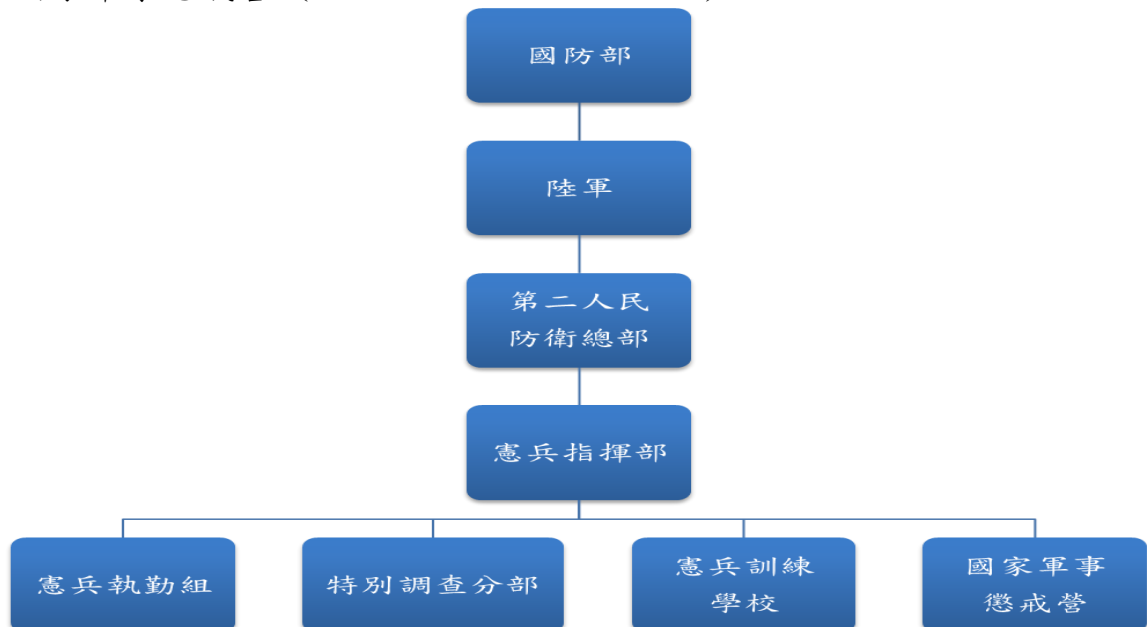 國防部
陸軍
第二人民
防衛總部
憲兵指揮部
憲兵執勤組
特別調查分部
憲兵訓練
學校
國家軍事
懲戒營